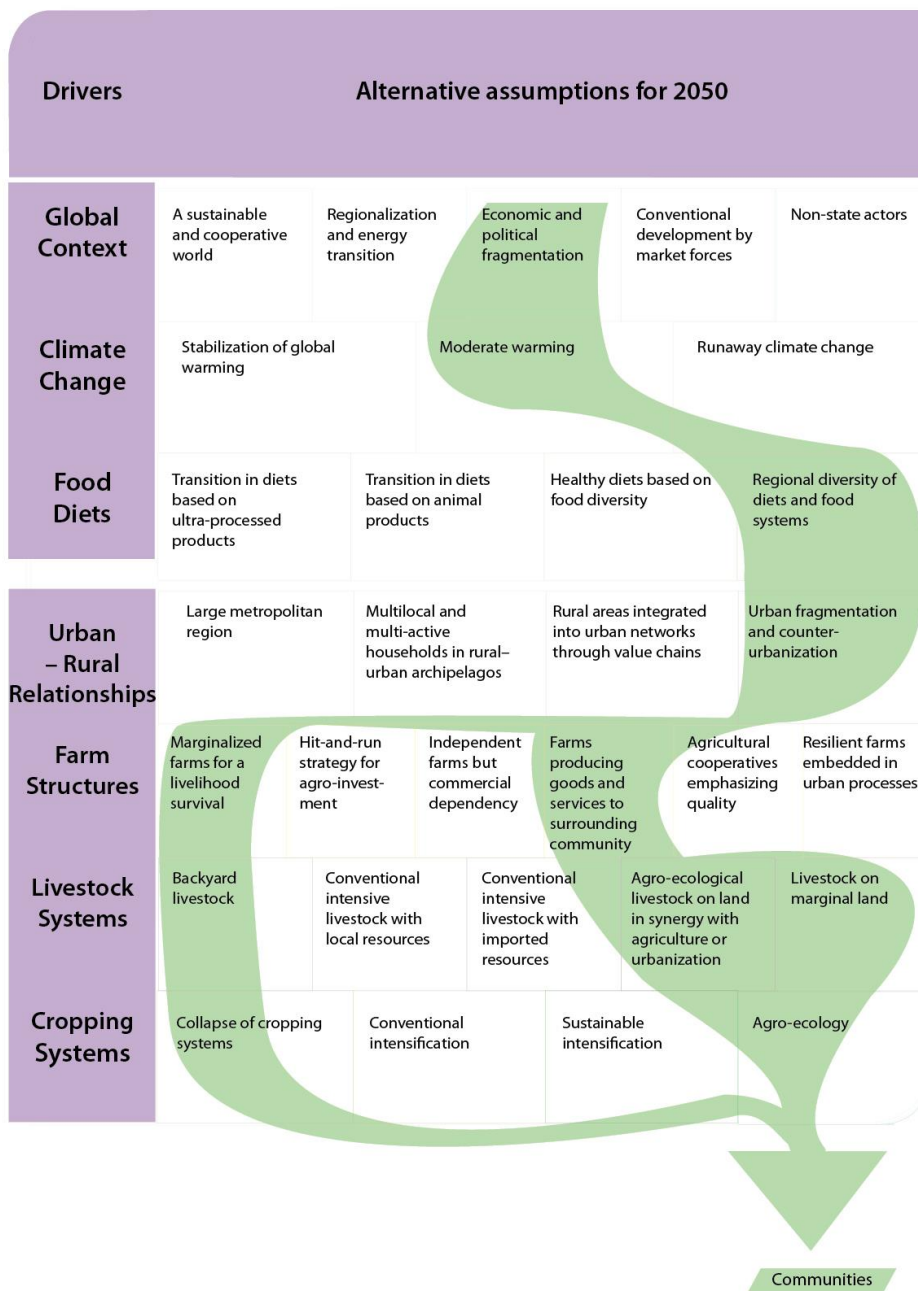 Drivers
Alternative assumptions for 2050
Global
Context
A sustainable
and cooperative
world
Regionalization
and energy
transition
Economic and
political
fragmentation
Conventional
development by
market forces
Non-state actors
Climate
Change
Stabilization of global
warming
Moderate warming
Runaway climate change
Food
Diets
Transition in diets
based on
ultra-processed
products
Transition in diets
based on animal
products
Healthy diets based on
food diversity
Regional diversity of
diets and food
systems
Urban
– Rural
Relationships
Large metropolitan
region
Multilocal and
multi-active
households in rural–
urban archipelagos
Rural areas integrated
into urban networks
through value chains
Urban fragmentation
and counter-
urbanization
Farm
Structures
Marginalized
farms for a
livelihood
survival
Hit-and-run
strategy for
agro-invest-
ment
Independent
farms but
commercial
dependency
Farms
producing
goods and
services to
surrounding
community
Agricultural
cooperatives
emphasizing
quality
Resilient farms
embedded in
urban processes
Livestock
Systems
Backyard
livestock
Conventional
intensive
livestock with
local resources
Conventional
intensive
livestock with
imported
resources
Agro-ecological
livestock on land
in synergy with
agriculture or
urbanization
Livestock on
marginal land
Cropping
Systems
Collapse of cropping
systems
Conventional
intensification
Sustainable
intensification
Agro-ecology
Communities